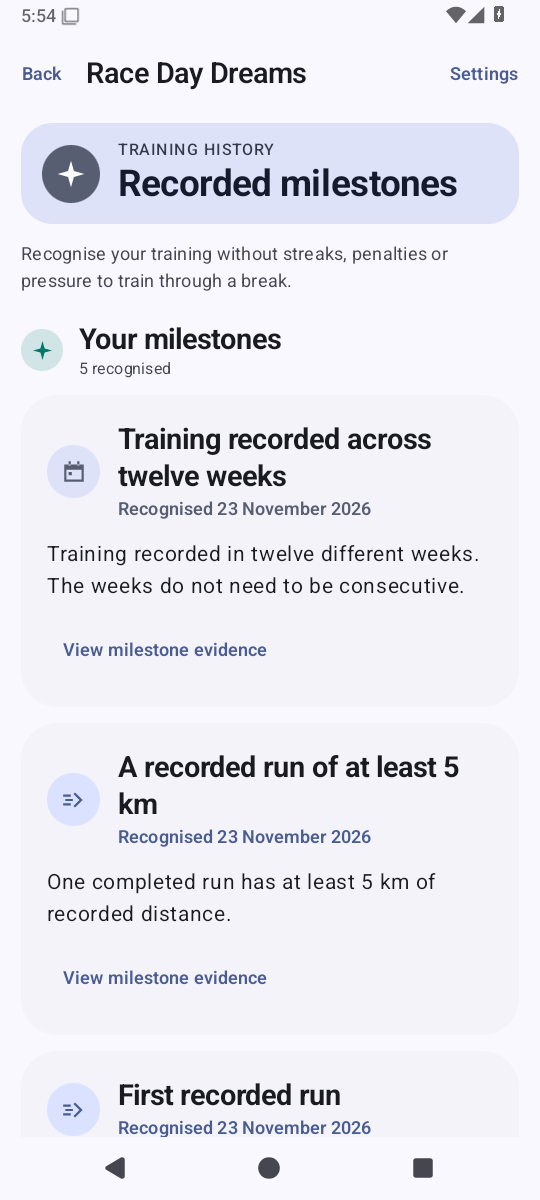 5:54
Back Race Day Dreams Settings
TRAINING HISTORY
Recorded milestones
Recognise your training without streaks, penalties or
pressure to train through a break.
Your milestones
5 recognised
Training recorded across
twelve weeks
Recognised 23 November 2026
Training recorded in twelve different weeks.
The weeks do not need to be consecutive.
View milestone evidence
A recorded run of at least 5
km
Recognised 23 November 2026
One completed run has at least 5 km of
recorded distance.
View milestone evidence
First recorded run
Recognised 23 November 2026